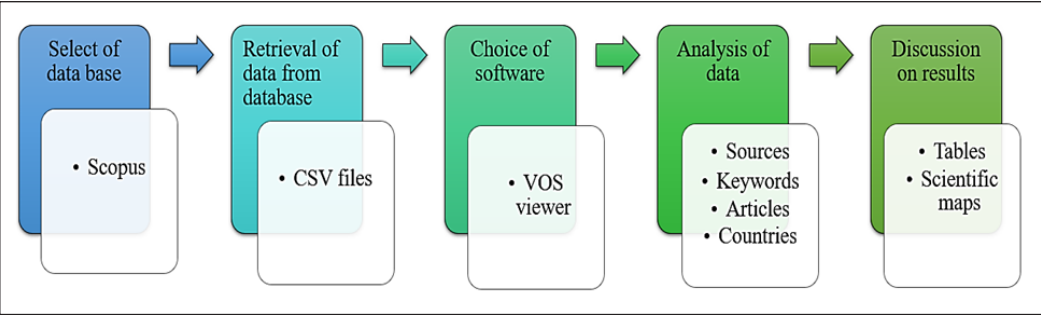 Select of
data base
• Scopus
Retrieval of
data from
database
• CSV files
Choice of
software
• VOS
viewer
Analysis of
data
• Sources
• Keywords
• Articles
• Countries
Discussion
on results
• Tables
• Scientific
maps